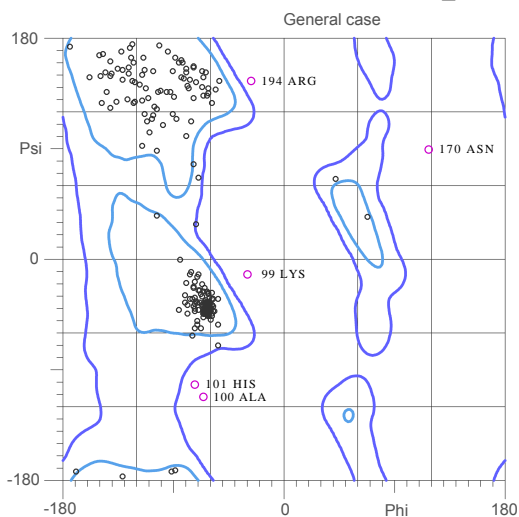 General case
180
194 ARG
Psi
170 ASN
0
99 LYS
101 HIS
100 ALA
-180
-180
0
Phi
180